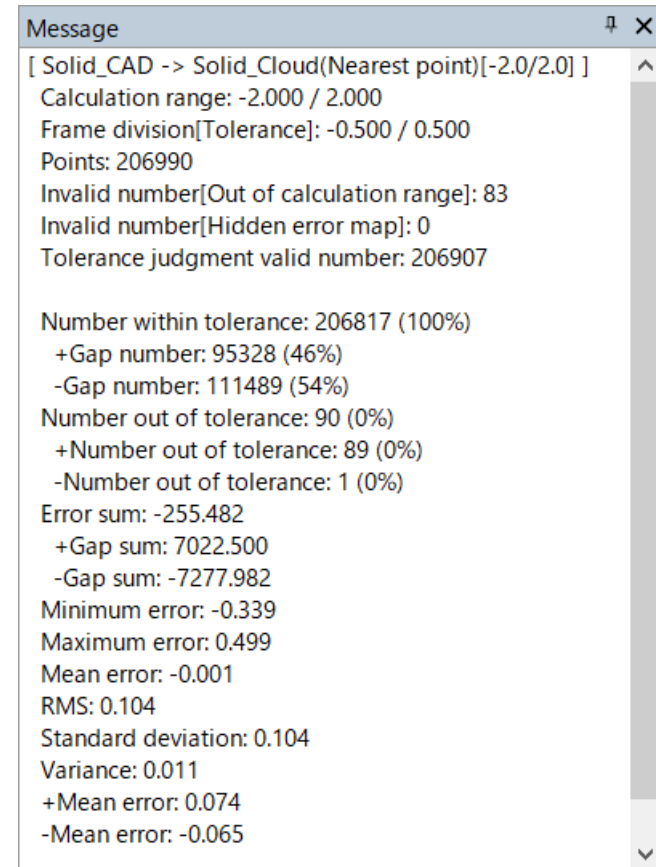 Message
[ Solid_CAD -> Solid_Cloud(Nearest point)[-2.0/2.0] ]
Calculation range: -2.000 / 2.000
Frame division[Tolerance]: -0.500 / 0.500
Points: 206990
Invalid number[Out of calculation range]: 83
Invalid number[Hidden error map]: 0
Tolerance judgment valid number: 206907
Number within tolerance: 206817 (100%)
+Gap number: 95328 (46%)
-Gap number: 111489 (54%)
Number out of tolerance: 90 (0%)
+Number out of tolerance: 89 (0%)
-Number out of tolerance: 1 (0%)
Error sum: -255.482
+Gap sum: 7022.500
-Gap sum: -7277.982
Minimum error: -0.339
Maximum error: 0.499
Mean error: -0.001
RMS: 0.104
Standard deviation: 0.104
Variance: 0.011
+Mean error: 0.074
-Mean error: -0.065